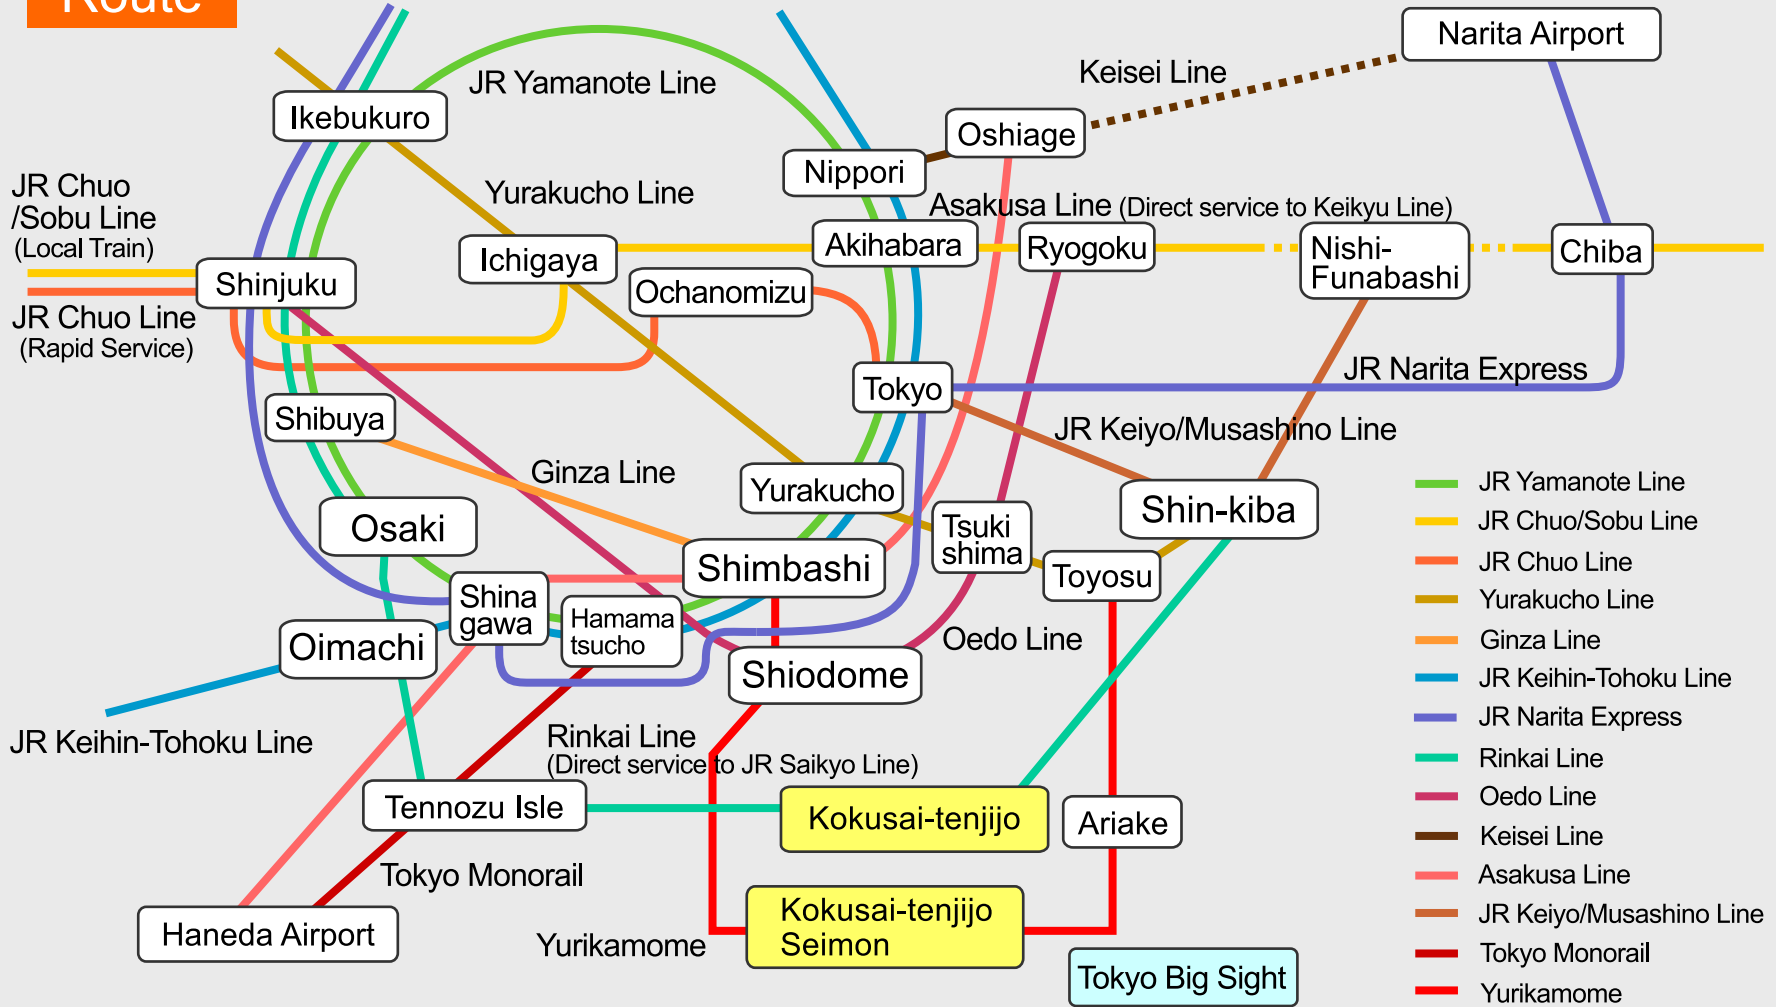 Route
Narita Airport
Keisei Line
JR Yamanote Line
Ikebukuro
Oshiage
Nippori
JR Chuo
/Sobu Line
(Local Train)
Yurakucho Line
Asakusa Line (Direct service to Keikyu Line)
Ichigaya
Akihabara
Ryogoku
Nishi-
Funabashi
Chiba
Shinjuku
Ochanomizu
JR Chuo Line
(Rapid Service)
JR Narita Express
Tokyo
Shibuya
JR Keiyo/Musashino Line
Ginza Line
Yurakucho
Shin-kiba
Osaki
Tsuki
shima
Shimbashi
Toyosu
Shina
gawa
Hamama
tsucho
Oimachi
Oedo Line
Shiodome
JR Keihin-Tohoku Line
Rinkai Line
(Direct service to JR Saikyo Line)
Tennozu Isle
Kokusai-tenjijo
Ariake
Tokyo Monorail
Haneda Airport
Yurikamome
Kokusai-tenjijo
Seimon
Tokyo Big Sight
JR Yamanote Line
JR Chuo/Sobu Line
JR Chuo Line
Yurakucho Line
Ginza Line
JR Keihin-Tohoku Line
JR Narita Express
Rinkai Line
Oedo Line
Keisei Line
Asakusa Line
JR Keiyo/Musashino Line
Tokyo Monorail
Yurikamome